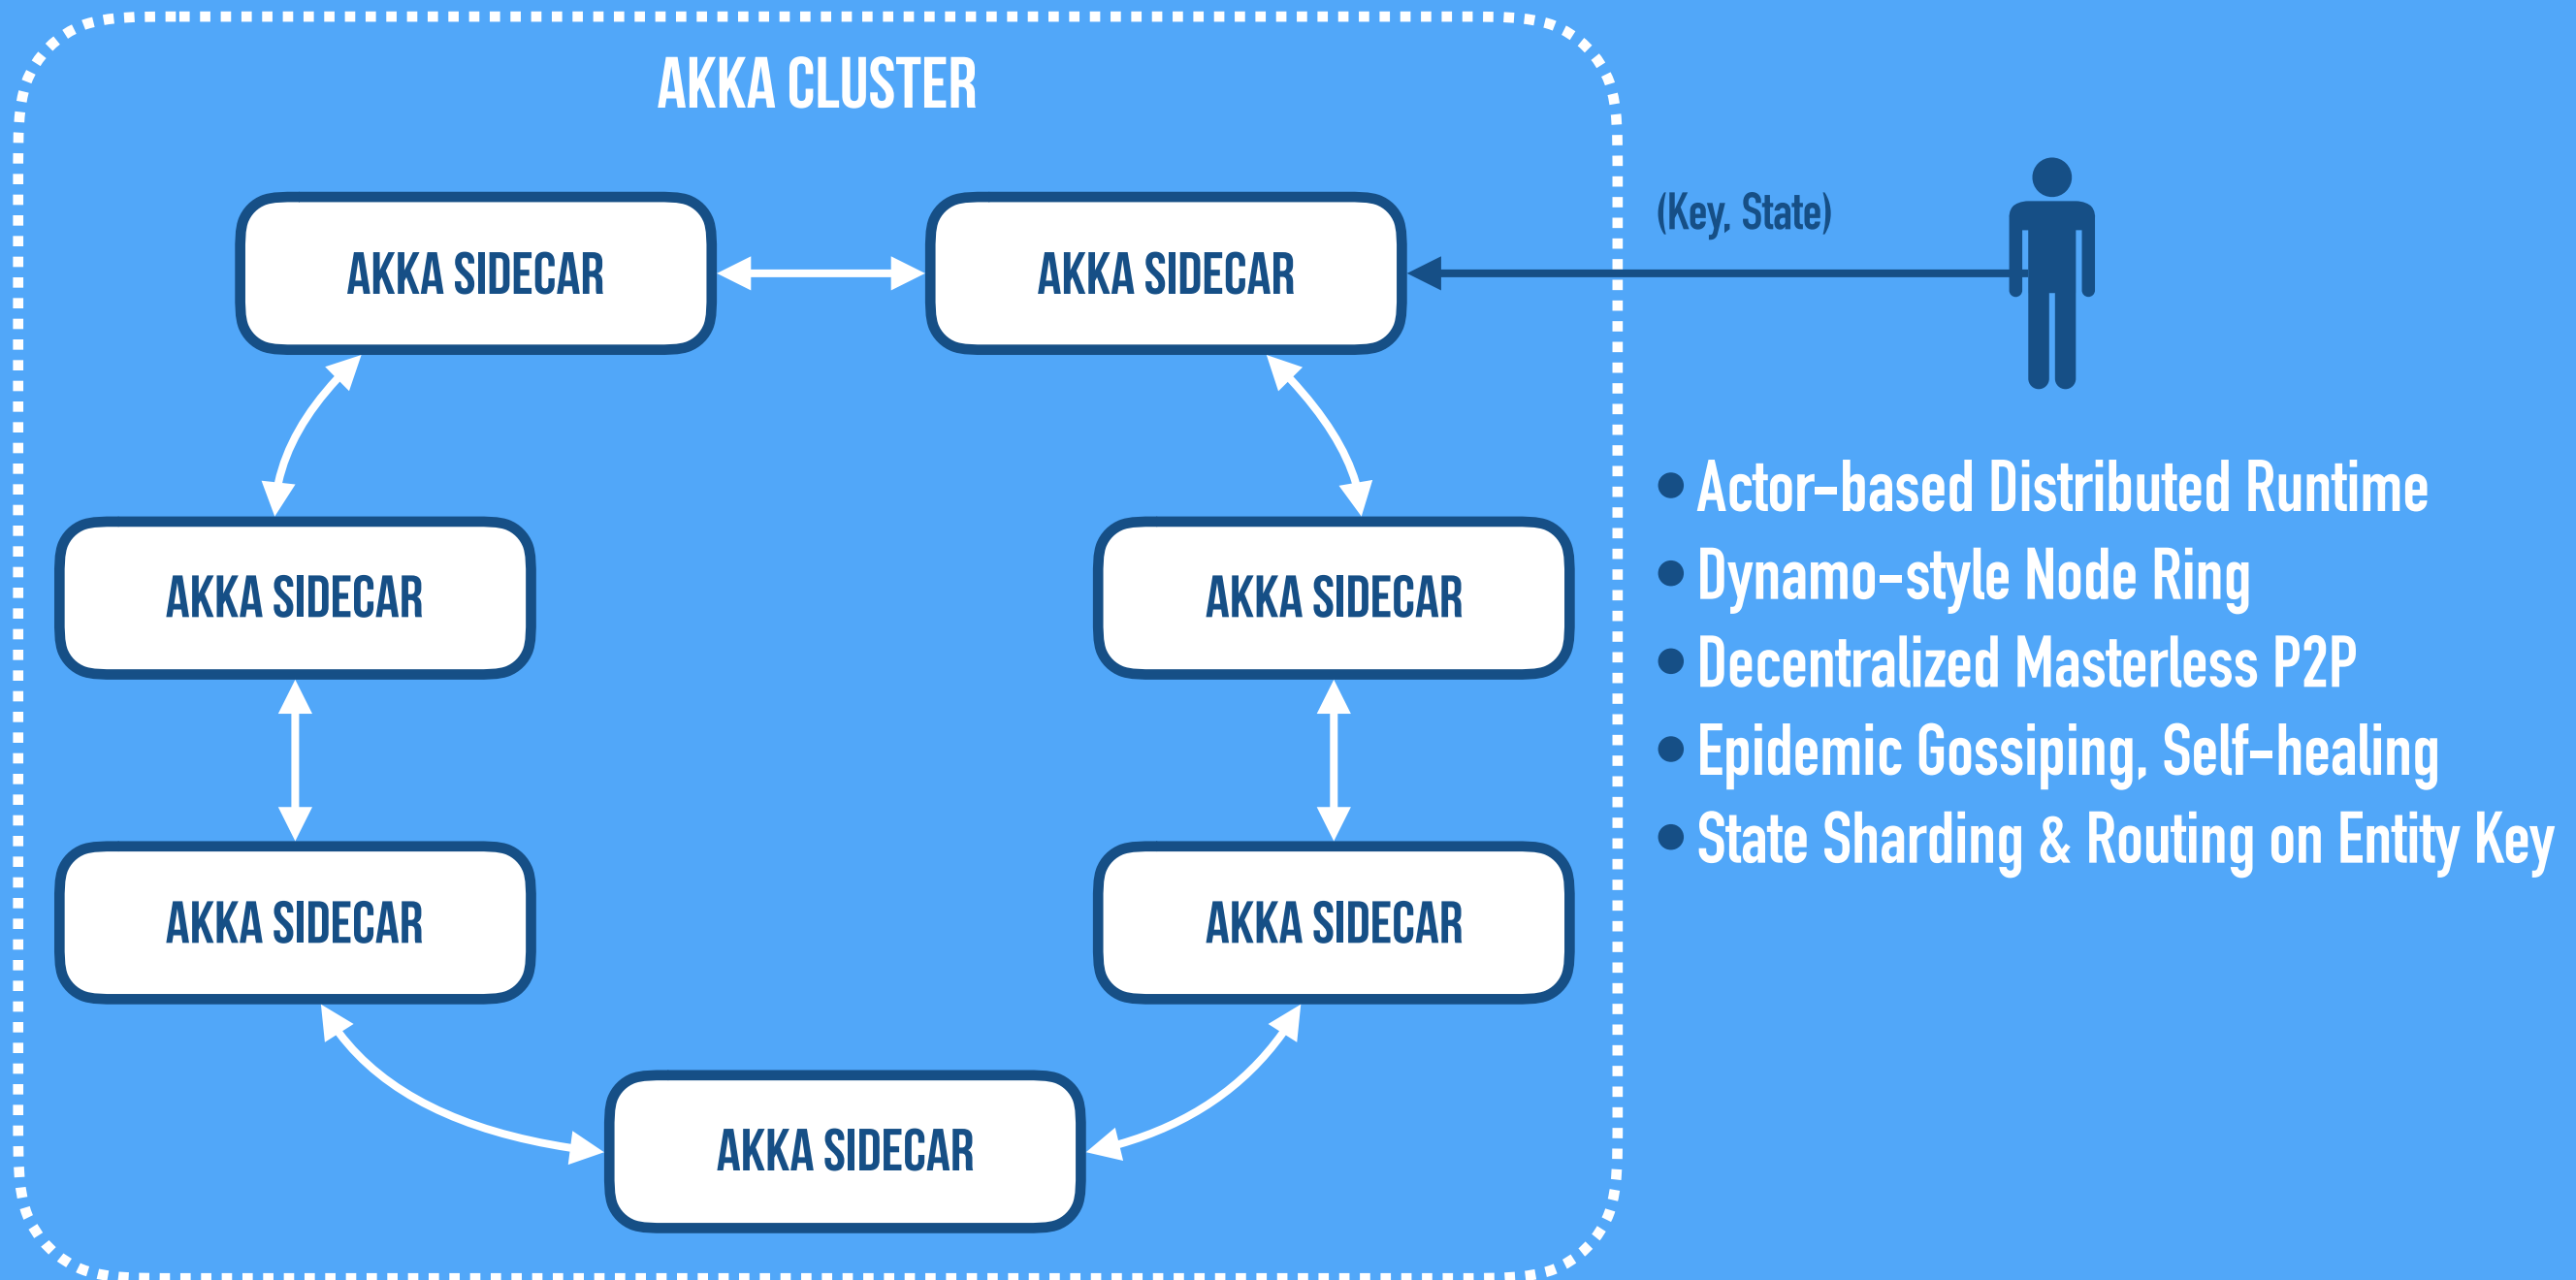 AKKA CLUSTER
AKKA SIDECAR
AKKA SIDECAR
(Key, State)
AKKA SIDECAR
AKKA SIDECAR
AKKA SIDECAR
AKKA SIDECAR
AKKA SIDECAR
• Actor-based Distributed Runtime
• Dynamo-style Node Ring
• Decentralized Masterless P2P
• Epidemic Gossiping, Self-healing
• State Sharding & Routing on Entity Key